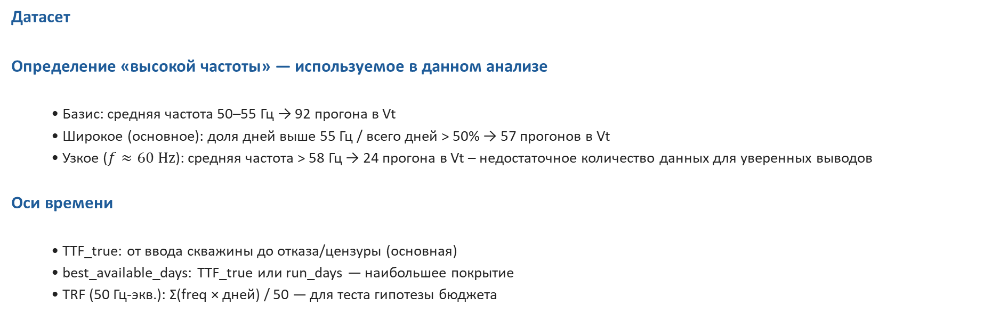 Датасет
Определение «высокой частоты» — используемое в данном анализе
• Базис: средняя частота 50–55 Гц → 92 прогона в Vt
• Широкое (основное): доля дней выше 55 Гц / всего дней > 50% → 57 прогонов в Vt
• Узкое (f ≈ 60 Hz): средняя частота > 58 Гц → 24 прогона в Vt – недостаточное количество данных для уверенных выводов
Оси времени
• TTF_true: от ввода скважины до отказа/цензуры (основная)
• best_available_days: TTF_true или run_days — наибольшее покрытие
• TRF (50 Гц-экв.): Σ(freq × дней) / 50 — для теста гипотезы бюджета